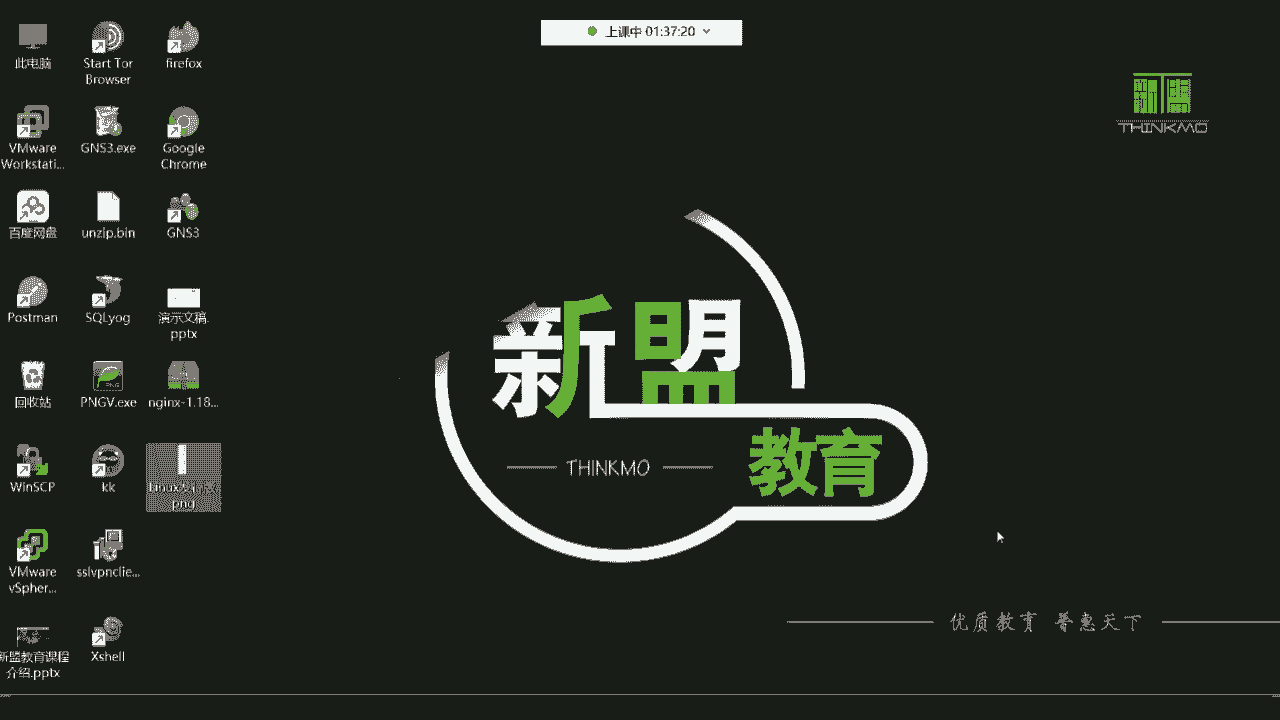 上课中 01:37:20
此电脑
Start Tor
Browser
firefox
THINKMO
VMware
Workstati...
GNS3.exe
Google
Chrome
百度网盘
unzip.bin
GNS3
Postman
SQLyog
演示文稿.
pptx
新盟
回收站
PNGV.exe
nginx-1.18...
THINKMO
教育
WinSCP
kk
png
VMware
vSpher...
sslvpnclie...
优质教育 普惠天下
新盟教育课程
介绍.pptx
Xshell